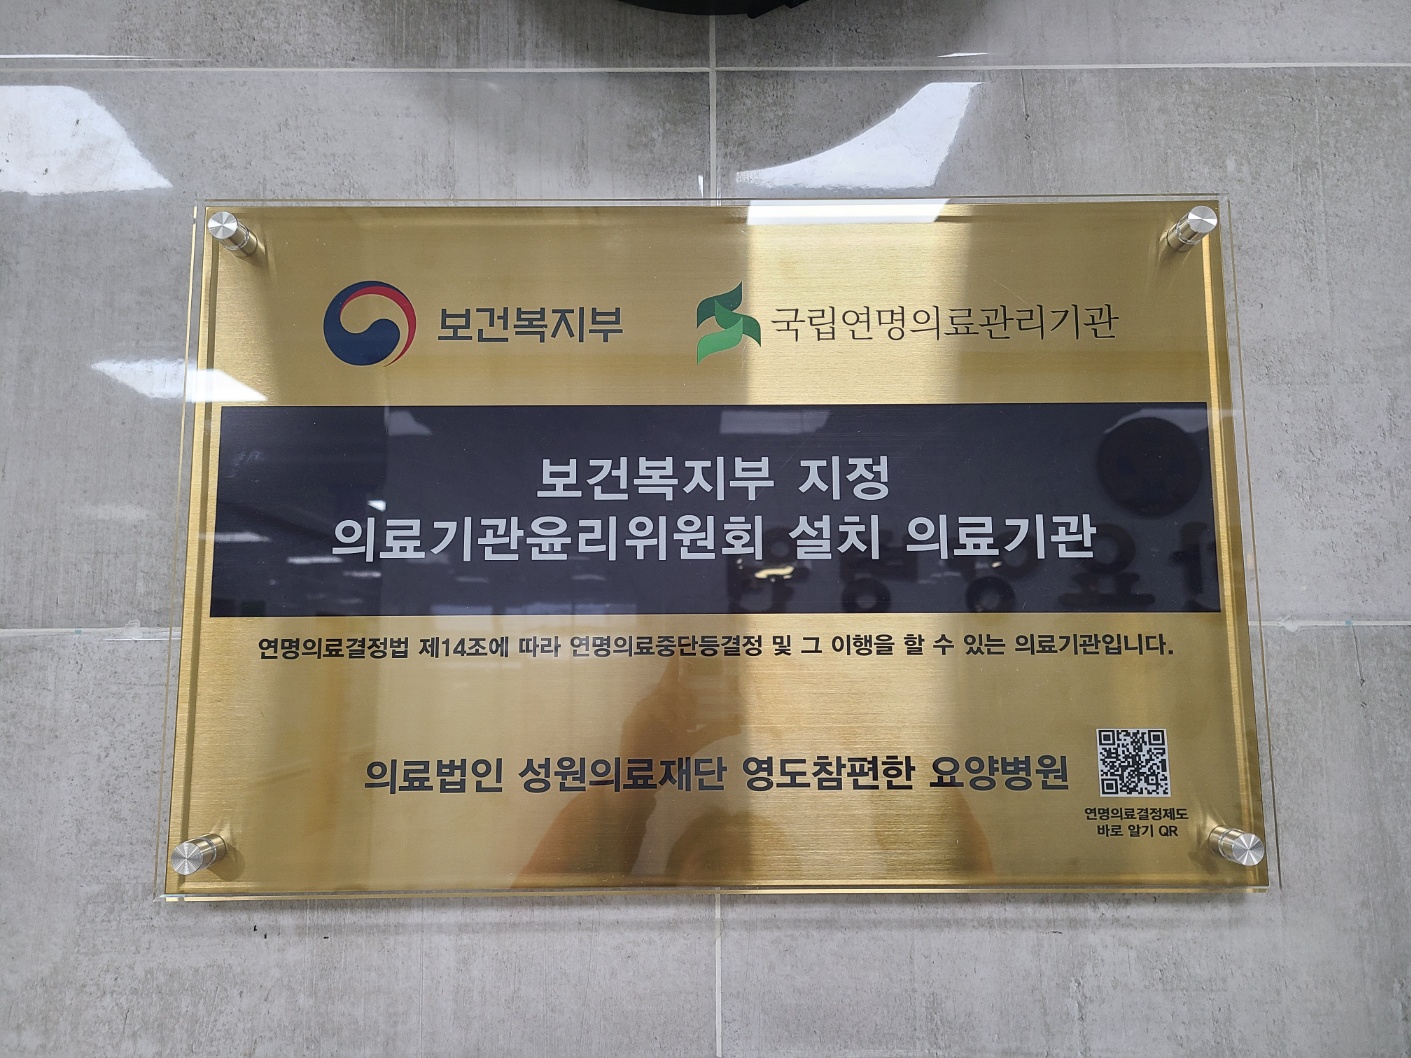 보건복지부 국립연명의료관리기관
보건복지부 지정
의료기관윤리위원회 설치 의료기관
연명의료결정법 제14조에 따라 연명의료중단등결정 및 그 이행을 할 수 있는 의료기관입니다.
의료법인 성원의료재단 영도참편한 요양병원
연명의료결정제도
바로 알기 QR